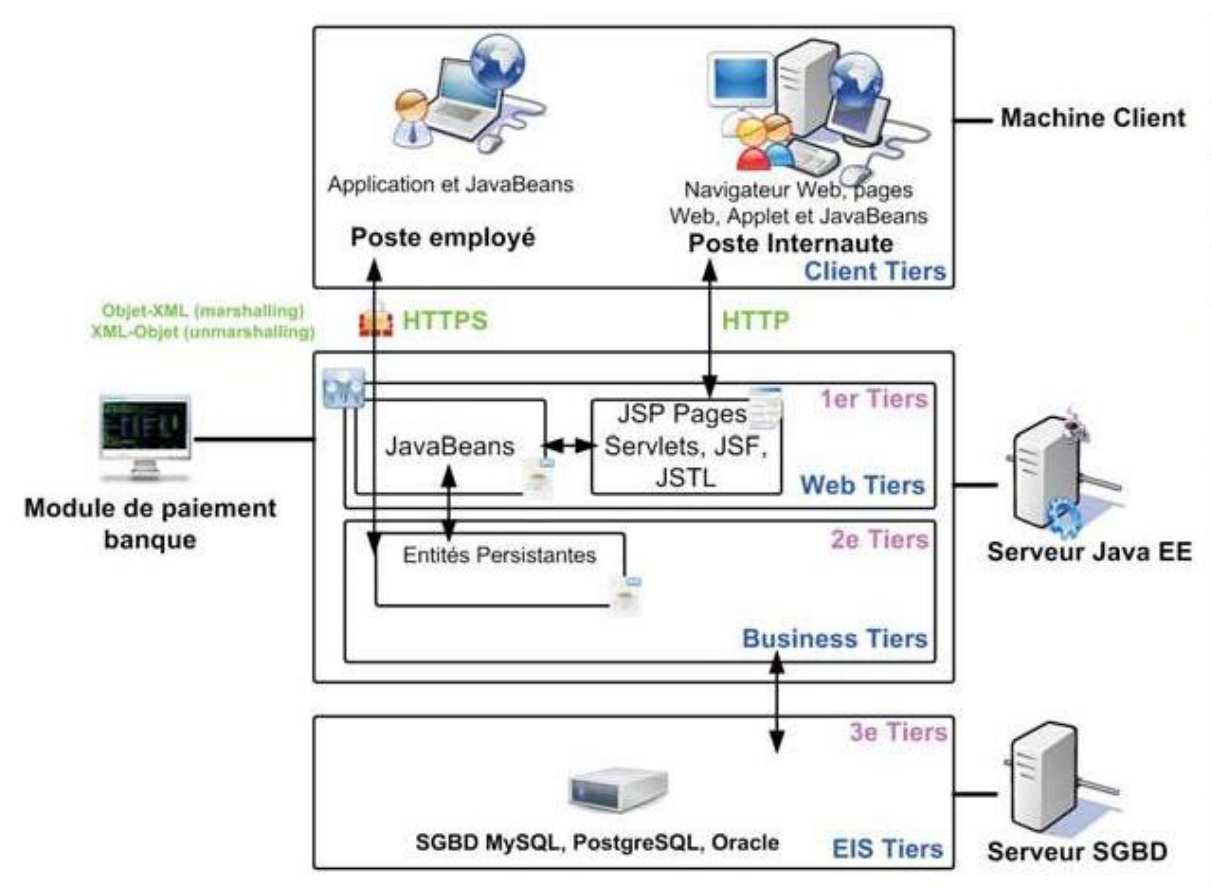 Machine Client
Application et JavaBeans
Poste employé
Navigateur Web, pages
Web, Applet et JavaBeans
Poste Internaute
Client Tiers
Objet-XML (marshalling)
XML-Objet (unmarshalling)
HTTPS
HTTP
1er Tiers
JavaBeans
JSP Pages
Servlets, JSF,
JSTL
Web Tiers
Module de paiement
banque
2e Tiers
Entités Persistantes
Business Tiers
Serveur Java EE
3e Tiers
SGBD MySQL, PostgreSQL, Oracle
EIS Tiers
Serveur SGBD